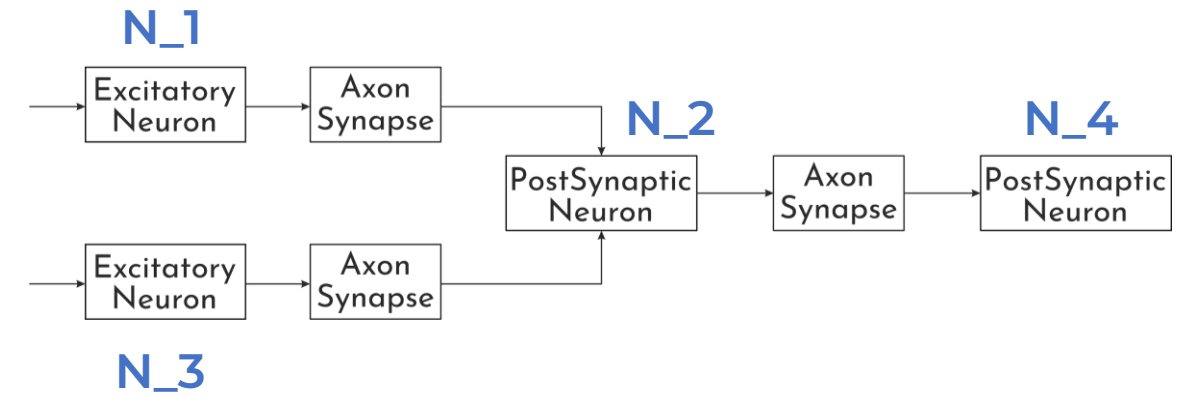 N_1
Excitatory
Neuron
Axon
Synapse
N_2
PostSynaptic
Neuron
Axon
Synapse
N_4
PostSynaptic
Neuron
Excitatory
Neuron
Axon
Synapse
N_3